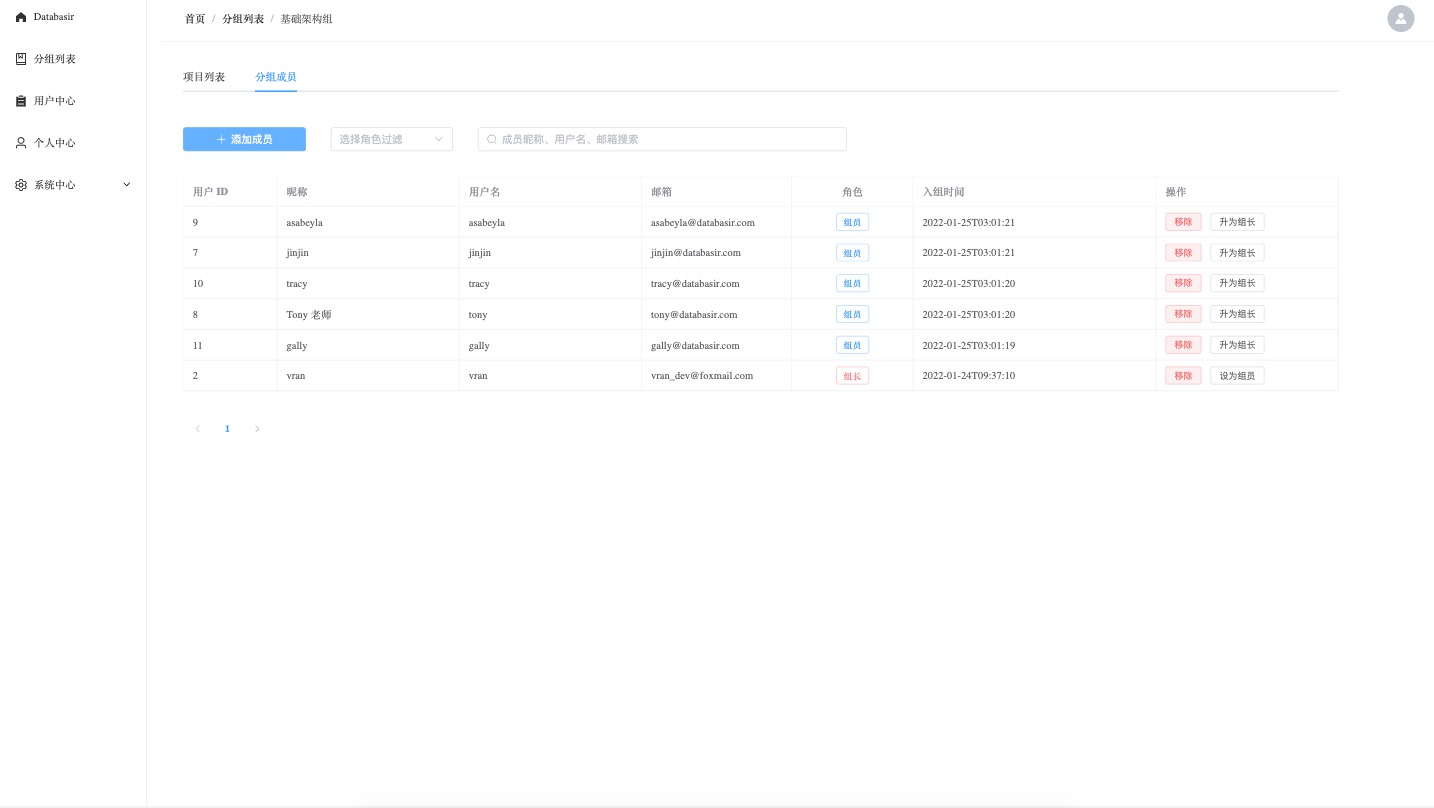 Databasir
分组列表
用户中心
个人中心
系统中心
首页 / 分组列表 / 基础架构组
项目列表 分组成员
添加成员 选择角色过滤 成员昵称、用户名、邮箱搜索
用户 ID 昵称 用户名 邮箱 角色 入组时间 操作
9 asabeyla asabeyla asabeyla@databasir.com 组员 2022-01-25T03:01:21 移除 升为组长
7 jinjin jinjin jinjin@databasir.com 组员 2022-01-25T03:01:21 移除 升为组长
10 tracy tracy tracy@databasir.com 组员 2022-01-25T03:01:20 移除 升为组长
8 Tony 老师 tony tony@databasir.com 组员 2022-01-25T03:01:20 移除 升为组长
11 gally gally gally@databasir.com 组员 2022-01-25T03:01:19 移除 升为组长
2 vran vran vran_dev@foxmail.com 组长 2022-01-24T09:37:10 移除 设为组员
1